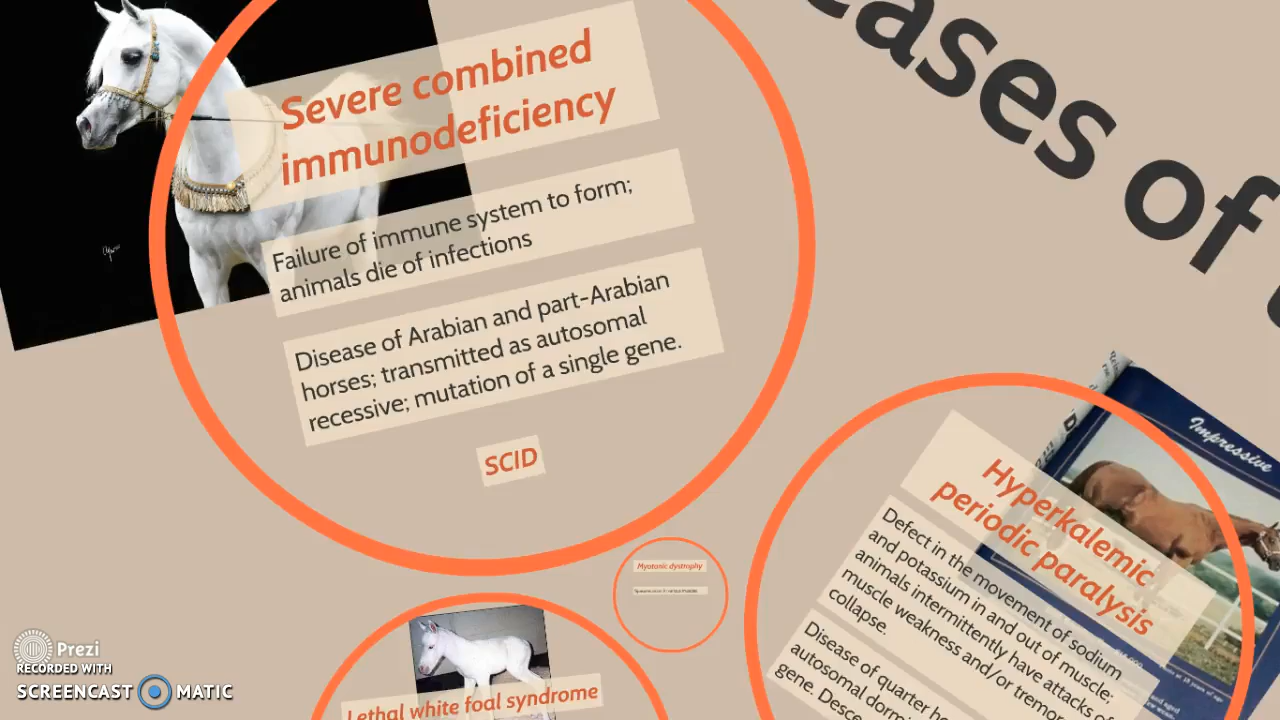 Severe combined
immunodeficiency
Failure of immune system to form;
animals die of infections
Disease of Arabian and part-Arabian
horses; transmitted as autosomal
recessive; mutation of a single gene.
SCID
ases of
Impressive
Hyperkalemic
periodic paralysis
Defect in the movement of sodium
and potassium in and out of muscle;
animals intermittently have attacks of
muscle weakness and/or tremor
collapse.
Disease of quarter ho
autosomal dormi
gene. Desce
Myotonic dystrophy
Lethal white foal syndrome
Prezi
RECORDED WITH
SCREENCAST MATIC